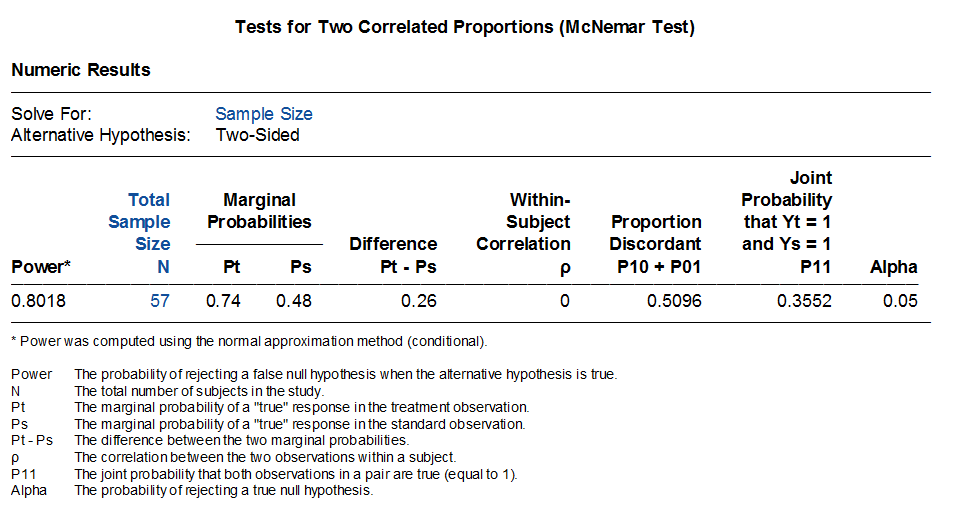 Tests for Two Correlated Proportions (McNemar Test)
Numeric Results
Solve For: Sample Size
Alternative Hypothesis: Two-Sided
Joint
Total Marginal Within- Probability
Sample Probabilities Subject Proportion that Yt = 1
Size Difference Correlation Discordant and Ys = 1
Power* N Pt Ps Pt - Ps ρ P10 + P01 P11 Alpha
0.8018 57 0.74 0.48 0.26 0 0.5096 0.3552 0.05
* Power was computed using the normal approximation method (conditional).
Power The probability of rejecting a false null hypothesis when the alternative hypothesis is true.
N The total number of subjects in the study.
Pt The marginal probability of a "true" response in the treatment observation.
Ps The marginal probability of a "true" response in the standard observation.
Pt - Ps The difference between the two marginal probabilities.
ρ The correlation between the two observations within a subject.
P11 The joint probability that both observations in a pair are true (equal to 1).
Alpha The probability of rejecting a true null hypothesis.